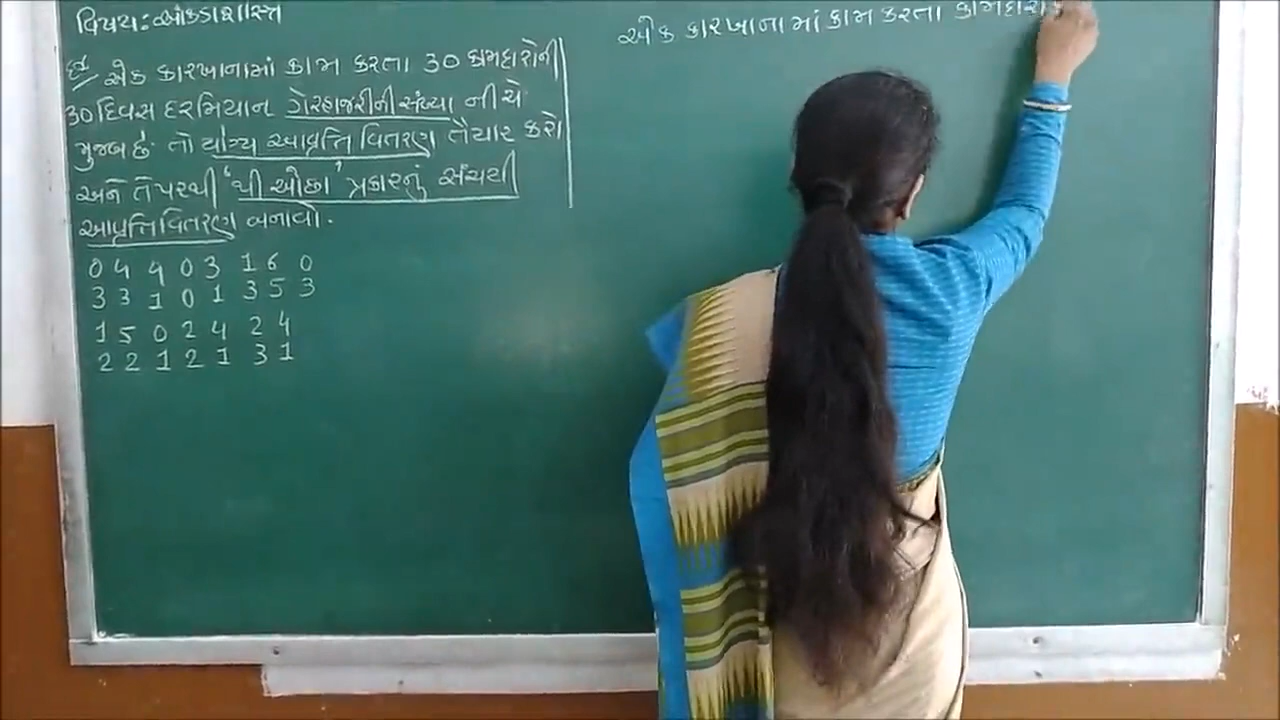 વિષય: આંકડાશાસ્ત્ર
એક કારખાનામાં કામ કરતા 30 કામદારોની
30 દિવસ દરમિયાન ગેરહાજરીની સંખ્યા નીચે
મુજબ છે. તો યોગ્ય આવૃત્તિ વિતરણ તૈયાર કરો
અને તે પરથી 'થી ઓછા' પ્રકારનું સંચયી
આવૃત્તિ વિતરણ બનાવો.
0 4 4 0 3 1 6 0
3 3 1 0 1 3 5 3
1 5 0 2 4 2 4
2 2 1 2 1 3 1
એક કારખાનામાં કામ કરતા કામદારો